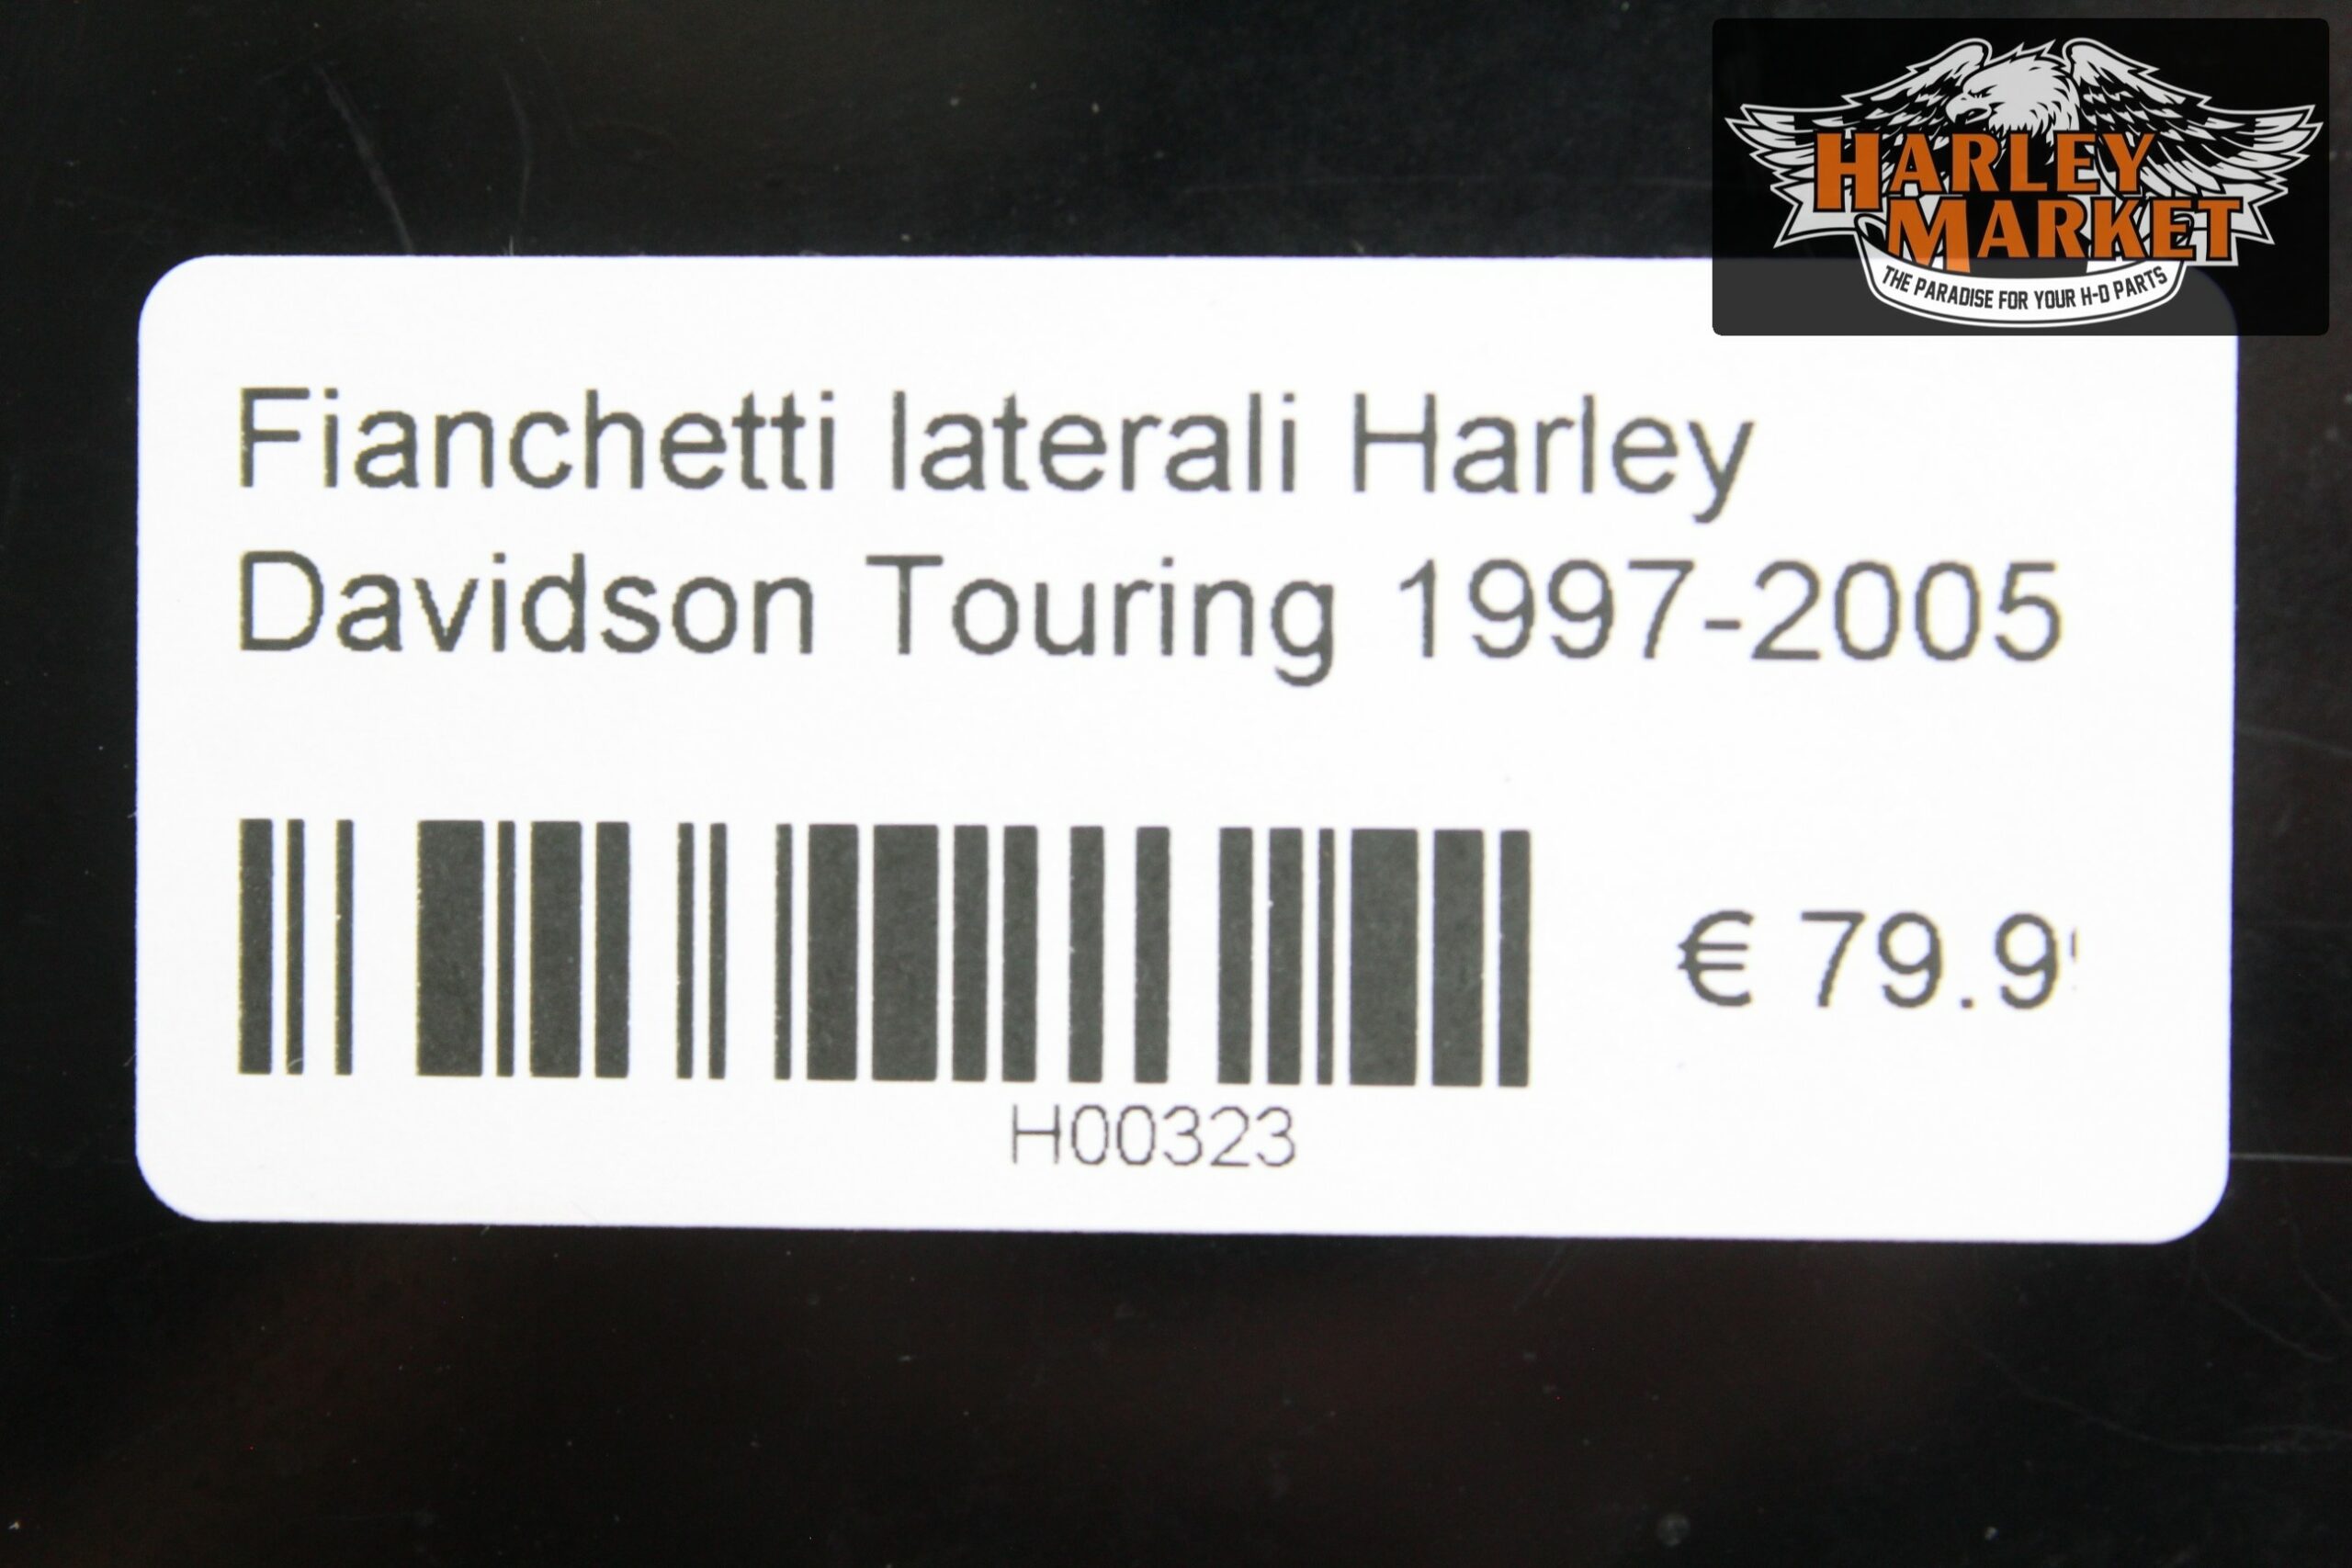 HARLEY
MARKET
THE PARADISE FOR YOUR H-D PARTS
Fianchetti laterali Harley
Davidson Touring 1997-2005
€ 79.9
H00323